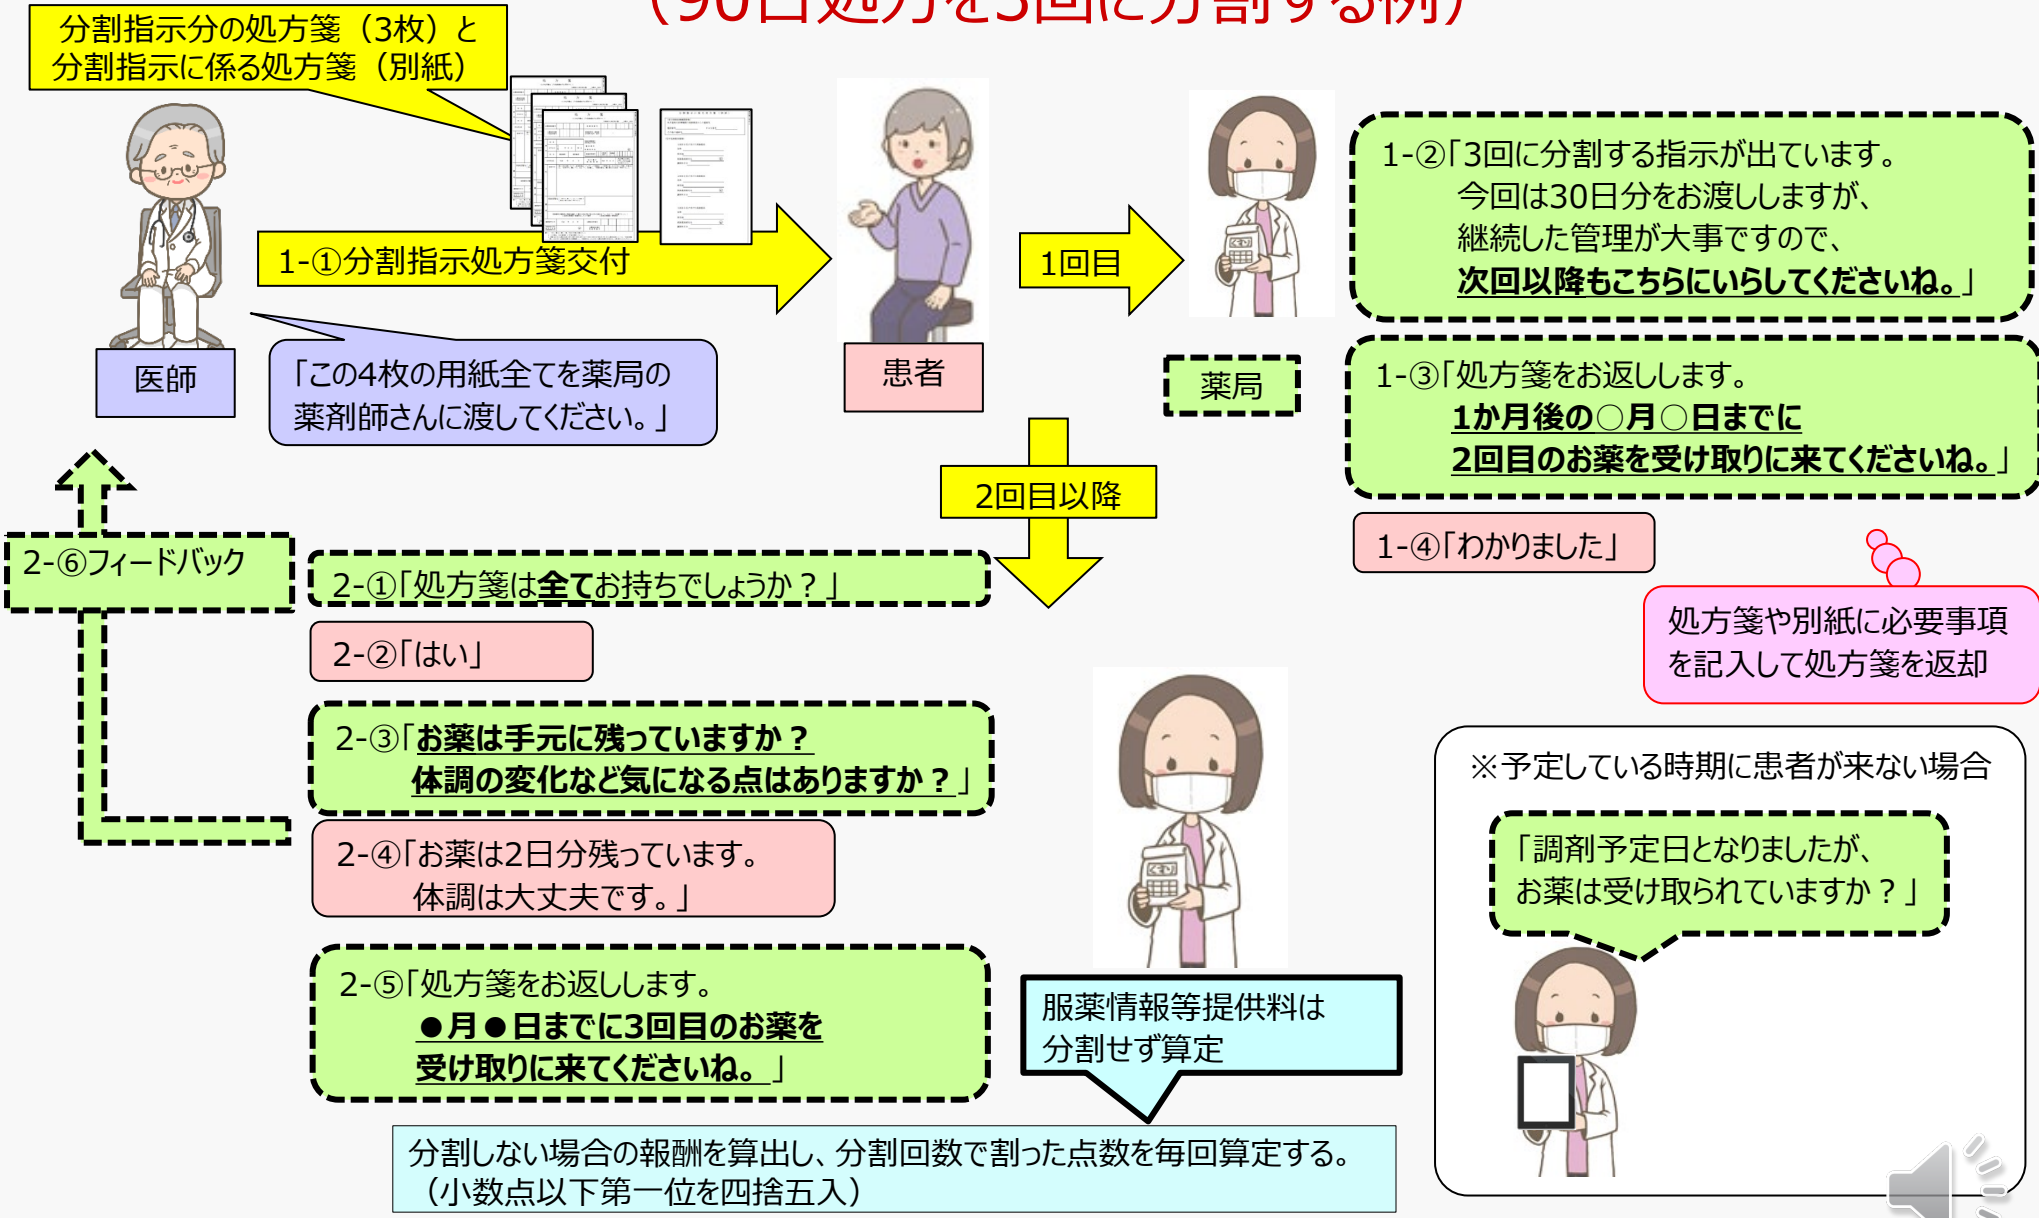 （90日処方を3回に分割する例）
分割指示分の処方箋（3枚）と
分割指示に係る処方箋（別紙）
1-①分割指示処方箋交付
医師
「この4枚の用紙全てを薬局の
薬剤師さんに渡してください。」
患者
1回目
くすり
薬局
1-②「3回に分割する指示が出ています。
今回は30日分をお渡ししますが、
継続した管理が大事ですので、
次回以降もこちらにいらしてくださいね。」
1-③「処方箋をお返しします。
1か月後の○月○日までに
2回目のお薬を受け取りに来てくださいね。」
1-④「わかりました」
処方箋や別紙に必要事項
を記入して処方箋を返却
2回目以降
2-①「処方箋は全てお持ちでしょうか？」
2-②「はい」
2-③「お薬は手元に残っていますか？
体調の変化など気になる点はありますか？」
2-④「お薬は2日分残っています。
体調は大丈夫です。」
2-⑤「処方箋をお返しします。
●月●日までに3回目のお薬を
受け取りに来てくださいね。」
2-⑥フィードバック
くすり
服薬情報等提供料は
分割せず算定
分割しない場合の報酬を算出し、分割回数で割った点数を毎回算定する。
（小数点以下第一位を四捨五入）
※予定している時期に患者が来ない場合
「調剤予定日となりましたが、
お薬は受け取られていますか？」